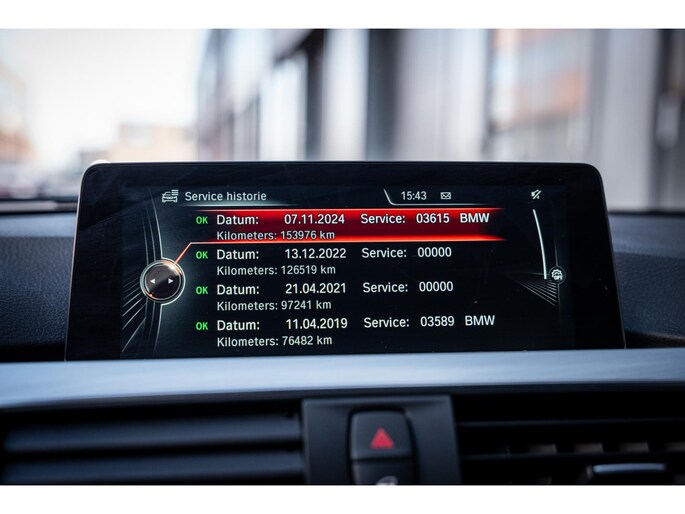 Service historie 15:43
OK Datum: 07.11.2024 Service: 03615 BMW
Kilometers: 153976 km
OK Datum: 13.12.2022 Service: 00000
Kilometers: 126519 km
OK Datum: 21.04.2021 Service: 00000
Kilometers: 97241 km
OK Datum: 11.04.2019 Service: 03589 BMW
Kilometers: 76482 km